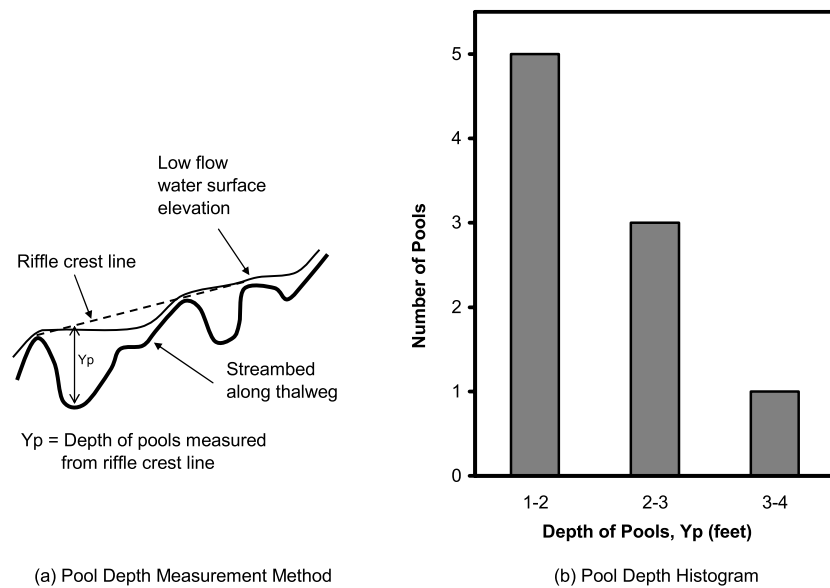 Low flow
water surface
elevation
Riffle crest line
Yp
Streambed
along thalweg
Yp = Depth of pools measured
from riffle crest line
(a) Pool Depth Measurement Method
Number of Pools
5
4
3
2
1
0
1-2 2-3 3-4
Depth of Pools, Yp (feet)
(b) Pool Depth Histogram